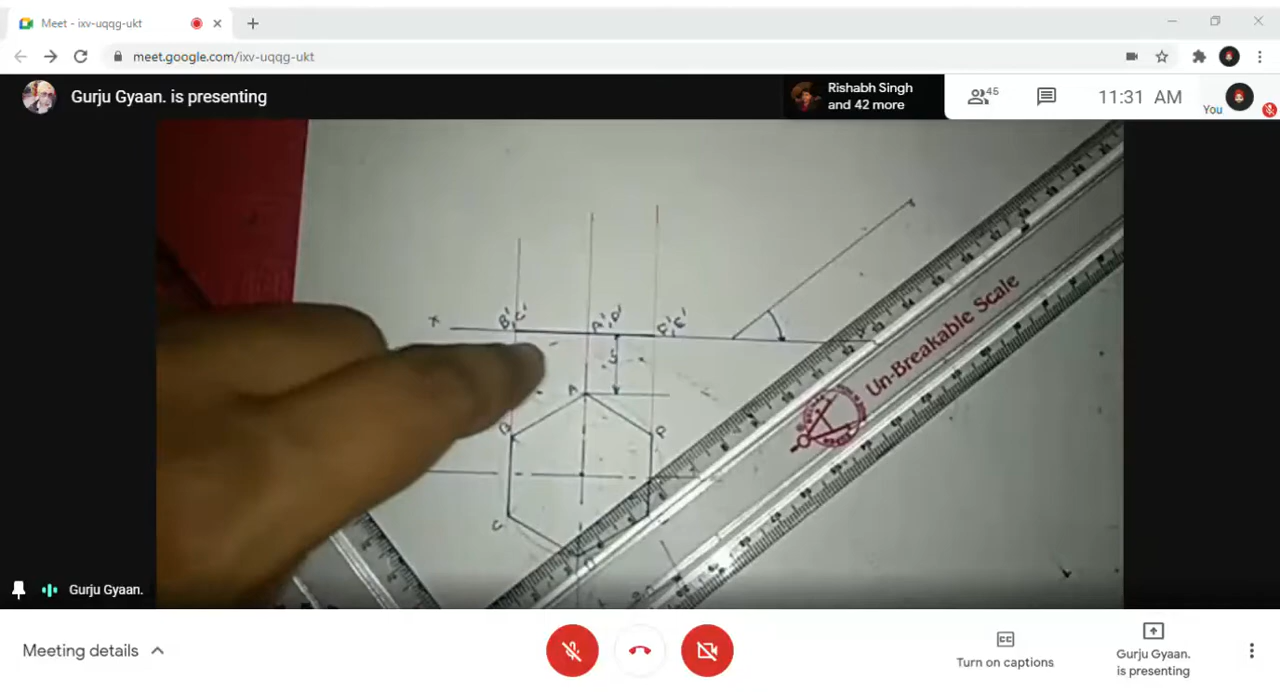 Meet - ixv-uqqg-ukt
meet.google.com/ixv-uqqg-ukt
Gurju Gyaan. is presenting
Rishabh Singh
and 42 more
45
11:31 AM
You
X
B',C'
A',D'
F',E'
5
A
B
F
C
D
Un-Breakable Scale
Gurju Gyaan.
Meeting details
Turn on captions
Gurju Gyaan.
is presenting